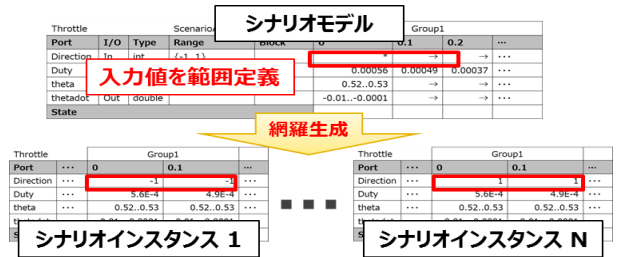 Throttle Scenario シナリオモデル Group1
Port I/O Type Range Block 0 0.1 0.2 ...
Direction In int {-1, 1} * → → ...
Duty 0.00056 0.00049 0.00037 ...
theta 0.52..0.53 → → ...
thetadot Out double -0.01..-0.0001 → → ...
State
入力値を範囲定義
網羅生成
Throttle Group1
Port ... 0 0.1 ...
Direction ... -1 -1 ...
Duty ... 5.6E-4 4.9E-4 ...
theta ... 0.52..0.53 0.52..0.53 ...
シナリオインスタンス 1
Throttle Group1
Port ... 0 0.1 ...
Direction ... 1 1 ...
Duty ... 5.6E-4 4.9E-4 ...
theta ... 0.52..0.53 0.52..0.53 ...
シナリオインスタンス N